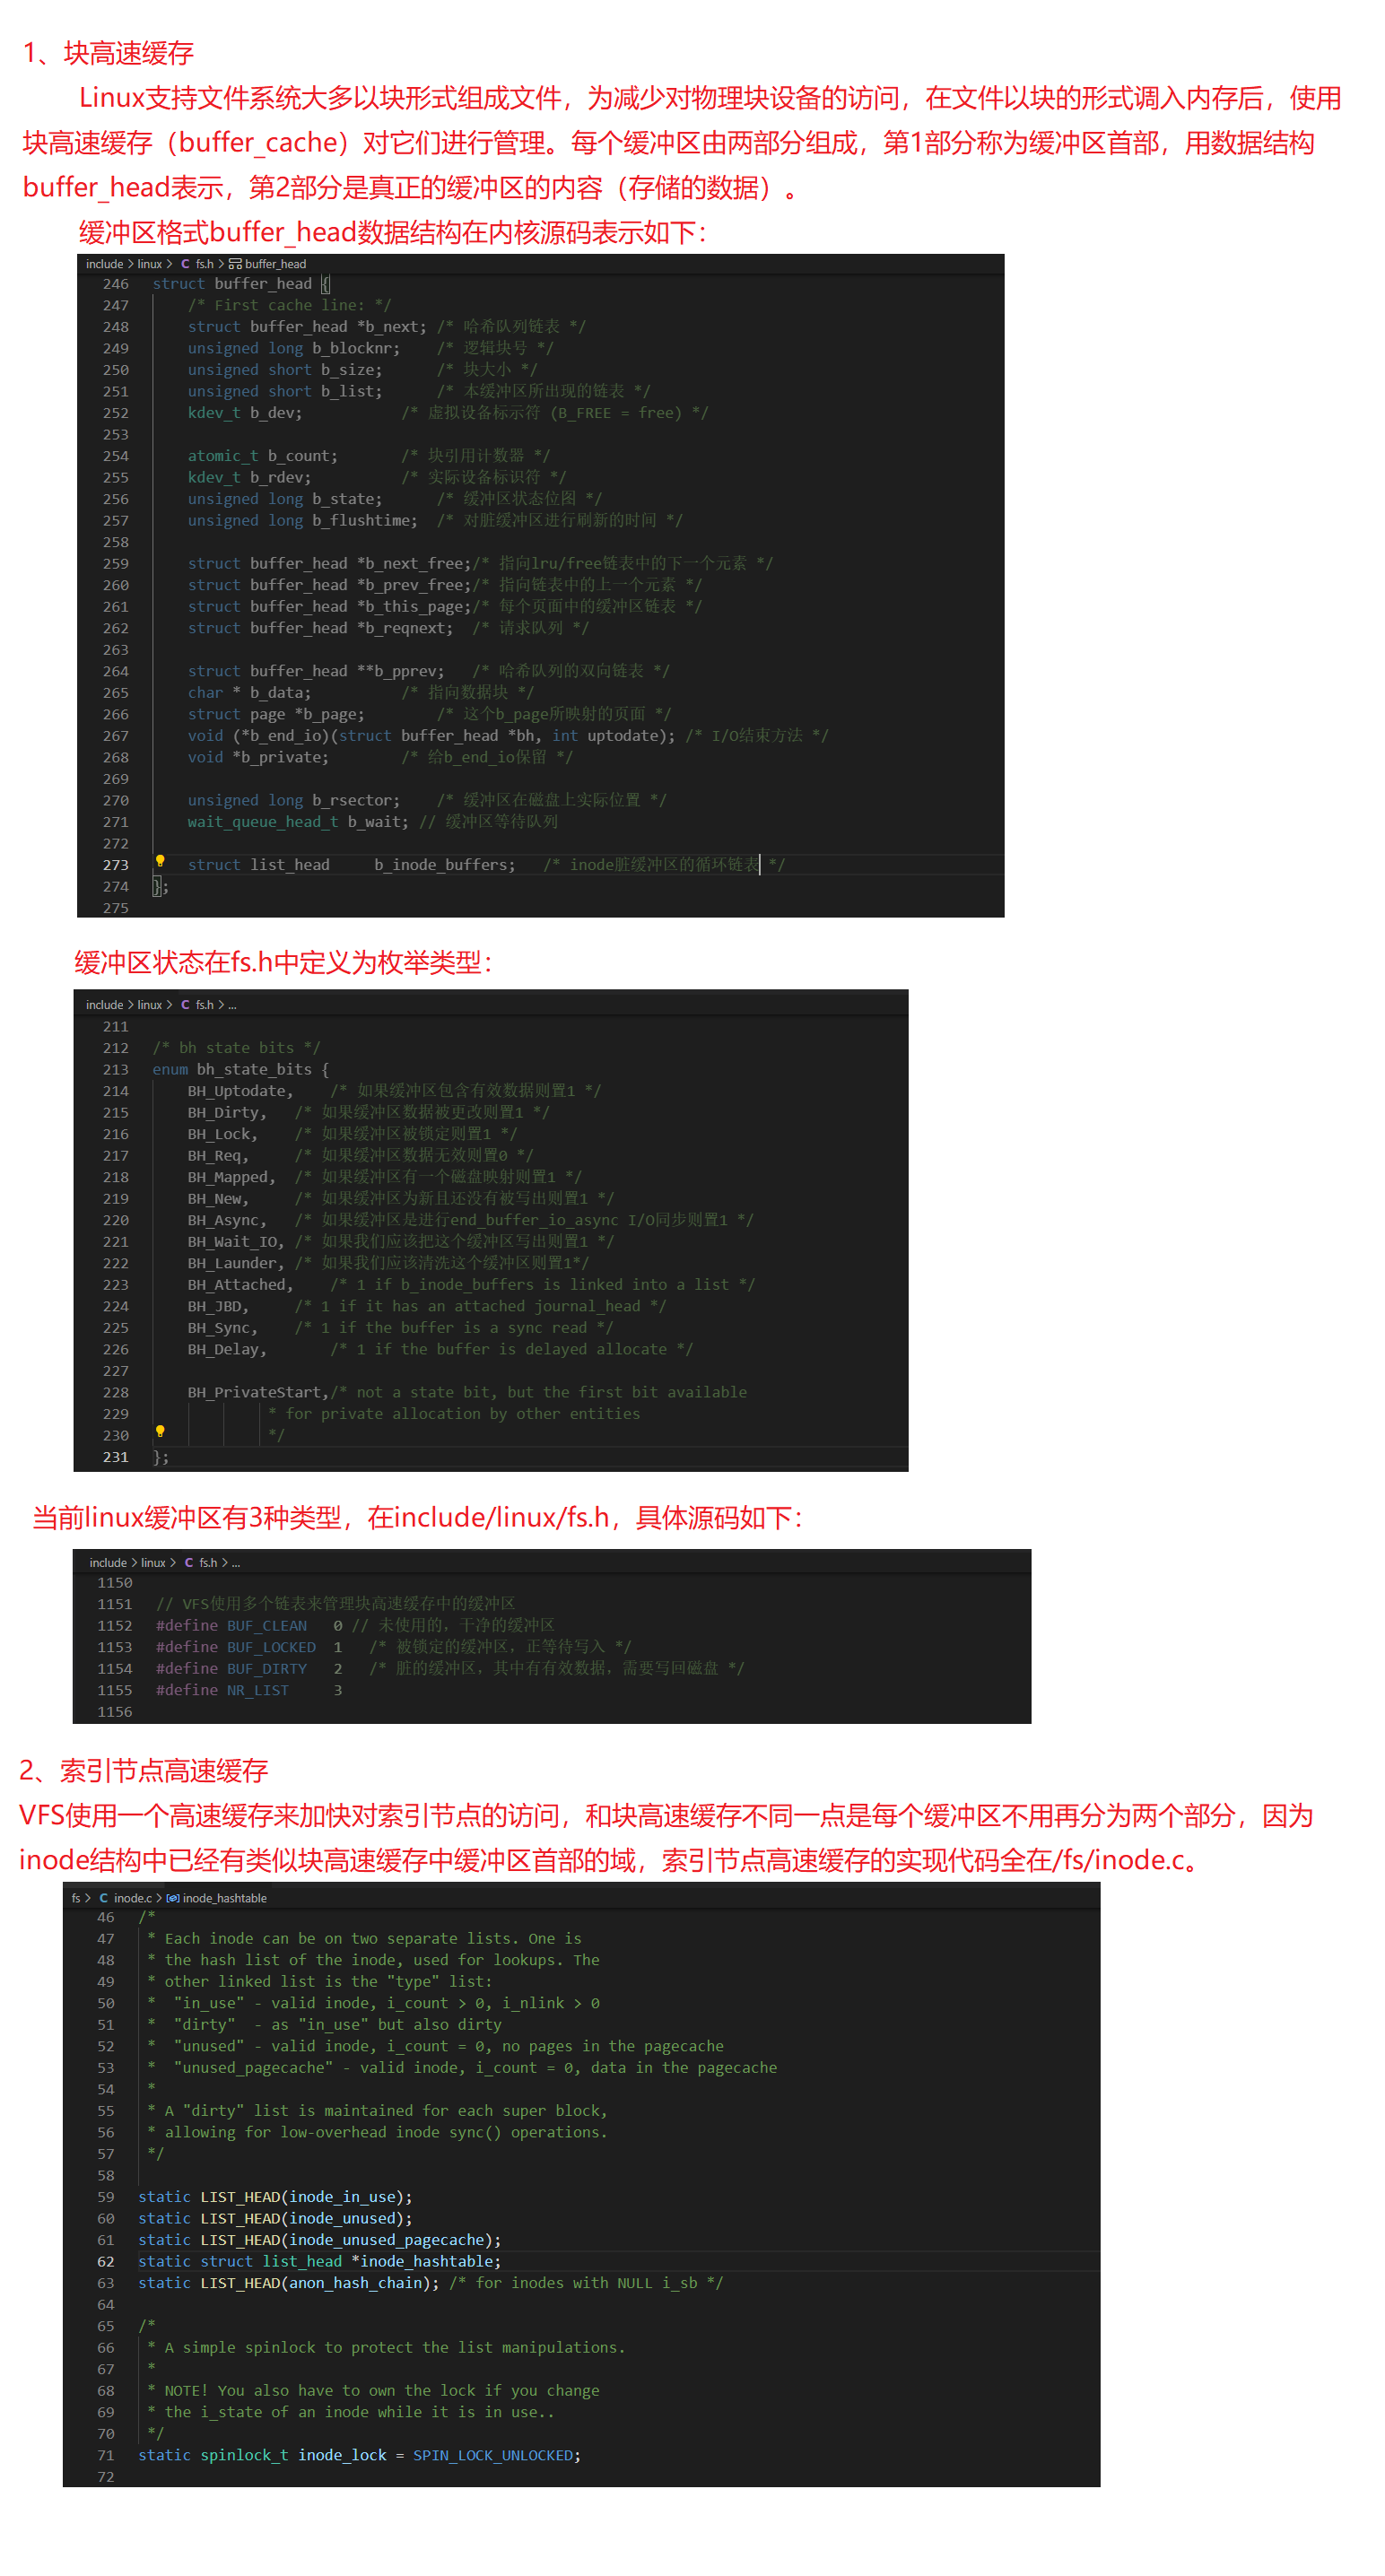 1、块高速缓存
Linux支持文件系统大多以块形式组成文件，为减少对物理块设备的访问，在文件以块的形式调入内存后，使用
块高速缓存（buffer_cache）对它们进行管理。每个缓冲区由两部分组成，第1部分称为缓冲区首部，用数据结构
buffer_head表示，第2部分是真正的缓冲区的内容（存储的数据）。
缓冲区格式buffer_head数据结构在内核源码表示如下：
include > linux > C fs.h > buffer_head
246 struct buffer_head {
247 /* First cache line: */
248 struct buffer_head *b_next; /* 哈希队列链表 */
249 unsigned long b_blocknr; /* 逻辑块号 */
250 unsigned short b_size; /* 块大小 */
251 unsigned short b_list; /* 本缓冲区所出现的链表 */
252 kdev_t b_dev; /* 虚拟设备标示符 (B_FREE = free) */
253
254 atomic_t b_count; /* 块引用计数器 */
255 kdev_t b_rdev; /* 实际设备标识符 */
256 unsigned long b_state; /* 缓冲区状态位图 */
257 unsigned long b_flushtime; /* 对脏缓冲区进行刷新的时间 */
258
259 struct buffer_head *b_next_free;/* 指向lru/free链表中的下一个元素 */
260 struct buffer_head *b_prev_free;/* 指向链表中的上一个元素 */
261 struct buffer_head *b_this_page;/* 每个页面中的缓冲区链表 */
262 struct buffer_head *b_reqnext; /* 请求队列 */
263
264 struct buffer_head **b_pprev; /* 哈希队列的双向链表 */
265 char * b_data; /* 指向数据块 */
266 struct page *b_page; /* 这个b_page所映射的页面 */
267 void (*b_end_io)(struct buffer_head *bh, int uptodate); /* I/O结束方法 */
268 void *b_private; /* 给b_end_io保留 */
269
270 unsigned long b_rsector; /* 缓冲区在磁盘上实际位置 */
271 wait_queue_head_t b_wait; // 缓冲区等待队列
272
273 struct list_head b_inode_buffers; /* inode脏缓冲区的循环链表 */
274 };
275
缓冲区状态在fs.h中定义为枚举类型：
include > linux > C fs.h > ...
211
212 /* bh state bits */
213 enum bh_state_bits {
214 BH_Uptodate, /* 如果缓冲区包含有效数据则置1 */
215 BH_Dirty, /* 如果缓冲区数据被更改则置1 */
216 BH_Lock, /* 如果缓冲区被锁定则置1 */
217 BH_Req, /* 如果缓冲区数据无效则置0 */
218 BH_Mapped, /* 如果缓冲区有一个磁盘映射则置1 */
219 BH_New, /* 如果缓冲区为新且还没有被写出则置1 */
220 BH_Async, /* 如果缓冲区是进行end_buffer_io_async I/O同步则置1 */
221 BH_Wait_IO, /* 如果我们应该把这个缓冲区写出则置1 */
222 BH_Launder, /* 如果我们应该清洗这个缓冲区则置1*/
223 BH_Attached, /* 1 if b_inode_buffers is linked into a list */
224 BH_JBD, /* 1 if it has an attached journal_head */
225 BH_Sync, /* 1 if the buffer is a sync read */
226 BH_Delay, /* 1 if the buffer is delayed allocate */
227
228 BH_PrivateStart,/* not a state bit, but the first bit available
229 * for private allocation by other entities
230 */
231 };
当前linux缓冲区有3种类型，在include/linux/fs.h，具体源码如下：
include > linux > C fs.h > ...
1150
1151 // VFS使用多个链表来管理块高速缓存中的缓冲区
1152 #define BUF_CLEAN 0 // 未使用的，干净的缓冲区
1153 #define BUF_LOCKED 1 /* 被锁定的缓冲区，正等待写入 */
1154 #define BUF_DIRTY 2 /* 脏的缓冲区，其中有有效数据，需要写回磁盘 */
1155 #define NR_LIST 3
1156
2、索引节点高速缓存
VFS使用一个高速缓存来加快对索引节点的访问，和块高速缓存不同一点是每个缓冲区不用再分为两个部分，因为
inode结构中已经有类似块高速缓存中缓冲区首部的域，索引节点高速缓存的实现代码全在/fs/inode.c。
fs > C inode.c > inode_hashtable
46 /*
47 * Each inode can be on two separate lists. One is
48 * the hash list of the inode, used for lookups. The
49 * other linked list is the "type" list:
50 * "in_use" - valid inode, i_count > 0, i_nlink > 0
51 * "dirty" - as "in_use" but also dirty
52 * "unused" - valid inode, i_count = 0, no pages in the pagecache
53 * "unused_pagecache" - valid inode, i_count = 0, data in the pagecache
54 *
55 * A "dirty" list is maintained for each super block,
56 * allowing for low-overhead inode sync() operations.
57 */
58
59 static LIST_HEAD(inode_in_use);
60 static LIST_HEAD(inode_unused);
61 static LIST_HEAD(inode_unused_pagecache);
62 static struct list_head *inode_hashtable;
63 static LIST_HEAD(anon_hash_chain); /* for inodes with NULL i_sb */
64
65 /*
66 * A simple spinlock to protect the list manipulations.
67 *
68 * NOTE! You also have to own the lock if you change
69 * the i_state of an inode while it is in use..
70 */
71 static spinlock_t inode_lock = SPIN_LOCK_UNLOCKED;
72